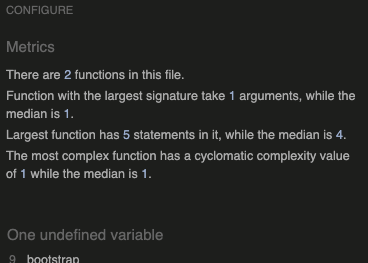 CONFIGURE
Metrics
There are 2 functions in this file.
Function with the largest signature take 1 arguments, while the
median is 1.
Largest function has 5 statements in it, while the median is 4.
The most complex function has a cyclomatic complexity value
of 1 while the median is 1.
One undefined variable
9 bootstrap